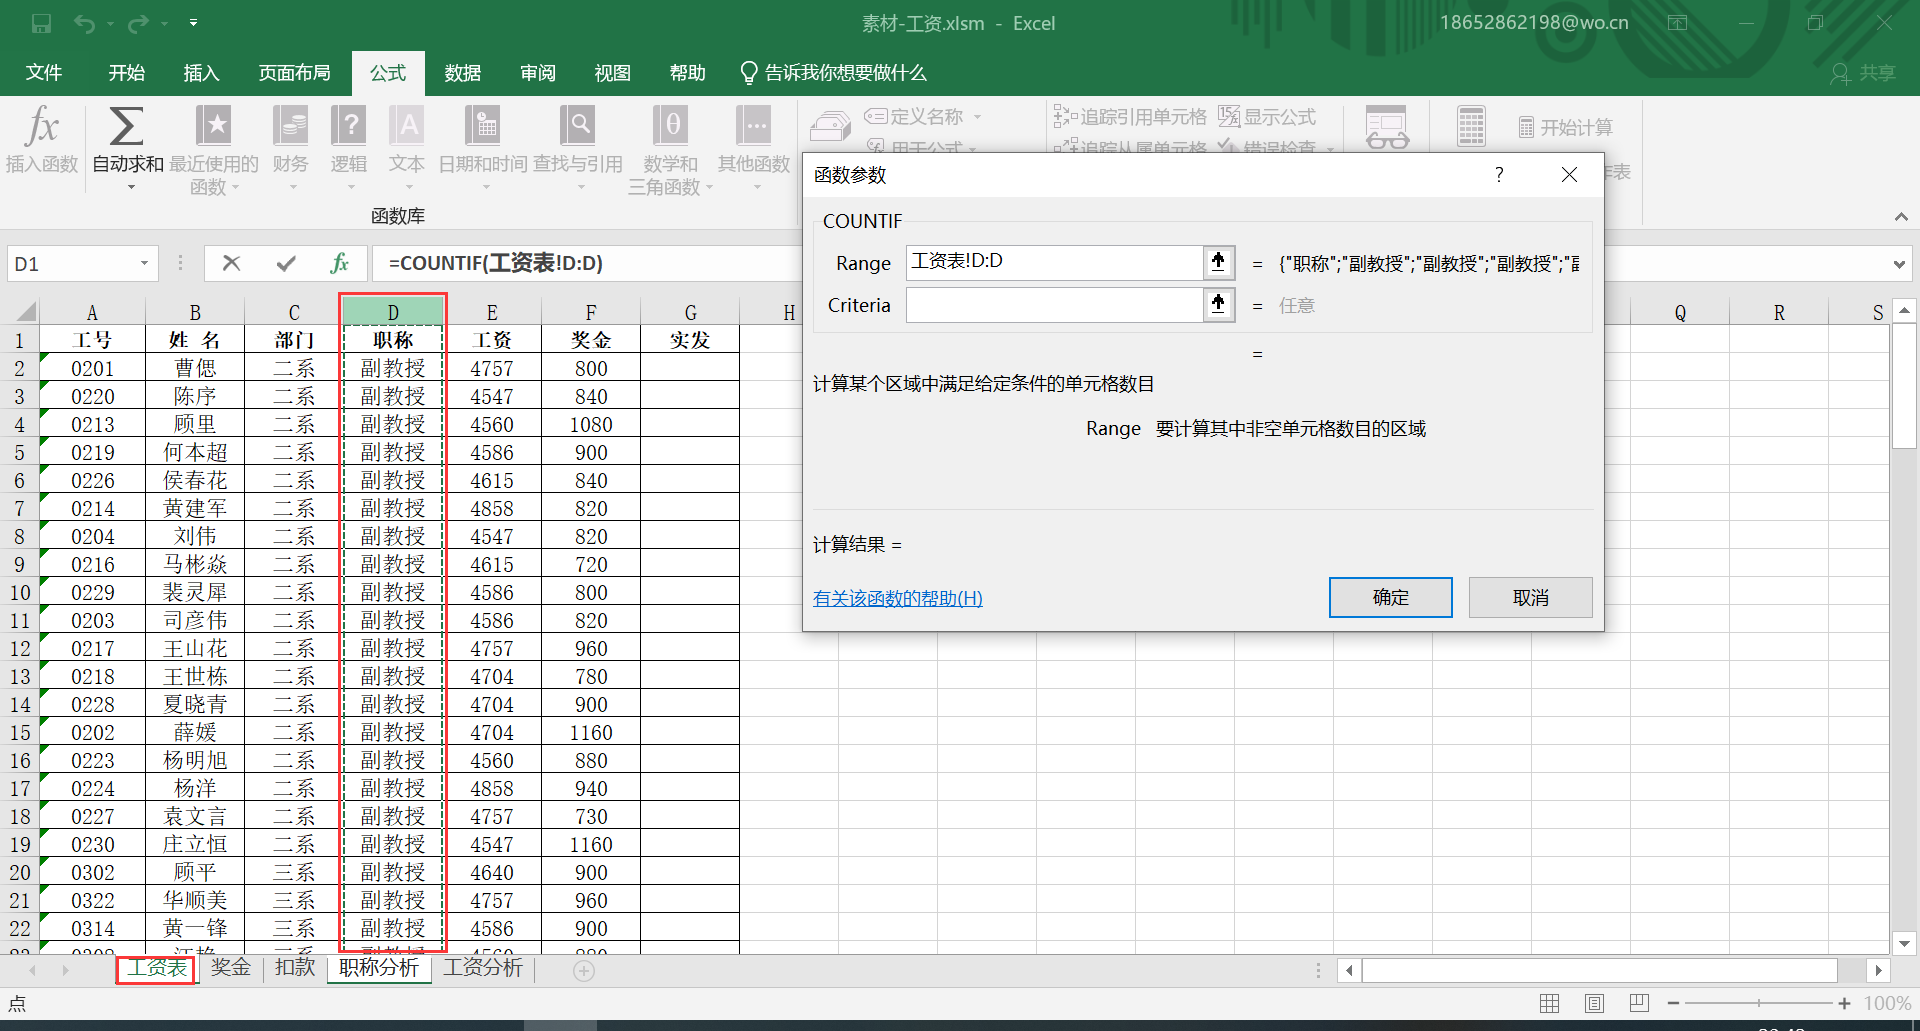 素材-工资.xlsm - Excel
18652862198@wo.cn
文件 开始 插入 页面布局 公式 数据 审阅 视图 帮助 告诉我你想要做什么 共享
插入函数 自动求和 最近使用的函数 财务 逻辑 文本 日期和时间 查找与引用 数学和三角函数 其他函数
函数库
定义名称 追踪引用单元格 显示公式 开始计算
用于公式 追踪从属单元格 错误检查
D1 fx =COUNTIF(工资表!D:D)
函数参数 ?
COUNTIF
Range 工资表!D:D = {"职称";"副教授";"副教授";"副教授";"副
Criteria = 任意
=
计算某个区域中满足给定条件的单元格数目
Range 要计算其中非空单元格数目的区域
计算结果 =
有关该函数的帮助(H) 确定 取消
A B C D E F G H Q R S
1 工号 姓 名 部门 职称 工资 奖金 实发
2 0201 曹偲 二系 副教授 4757 800
3 0220 陈序 二系 副教授 4547 840
4 0213 顾里 二系 副教授 4560 1080
5 0219 何本超 二系 副教授 4586 900
6 0226 侯春花 二系 副教授 4615 840
7 0214 黄建军 二系 副教授 4858 820
8 0204 刘伟 二系 副教授 4547 820
9 0216 马彬焱 二系 副教授 4615 720
10 0229 裴灵犀 二系 副教授 4586 800
11 0203 司彦伟 二系 副教授 4586 820
12 0217 王山花 二系 副教授 4757 960
13 0218 王世栋 二系 副教授 4704 780
14 0228 夏晓青 二系 副教授 4704 900
15 0202 薛媛 二系 副教授 4704 1160
16 0223 杨明旭 二系 副教授 4560 880
17 0224 杨洋 二系 副教授 4858 940
18 0227 袁文言 二系 副教授 4757 730
19 0230 庄立恒 二系 副教授 4547 1160
20 0302 顾平 三系 副教授 4640 900
21 0322 华顺美 三系 副教授 4757 960
22 0314 黄一锋 三系 副教授 4586 900
工资表 奖金 扣款 职称分析 工资分析
点 100%